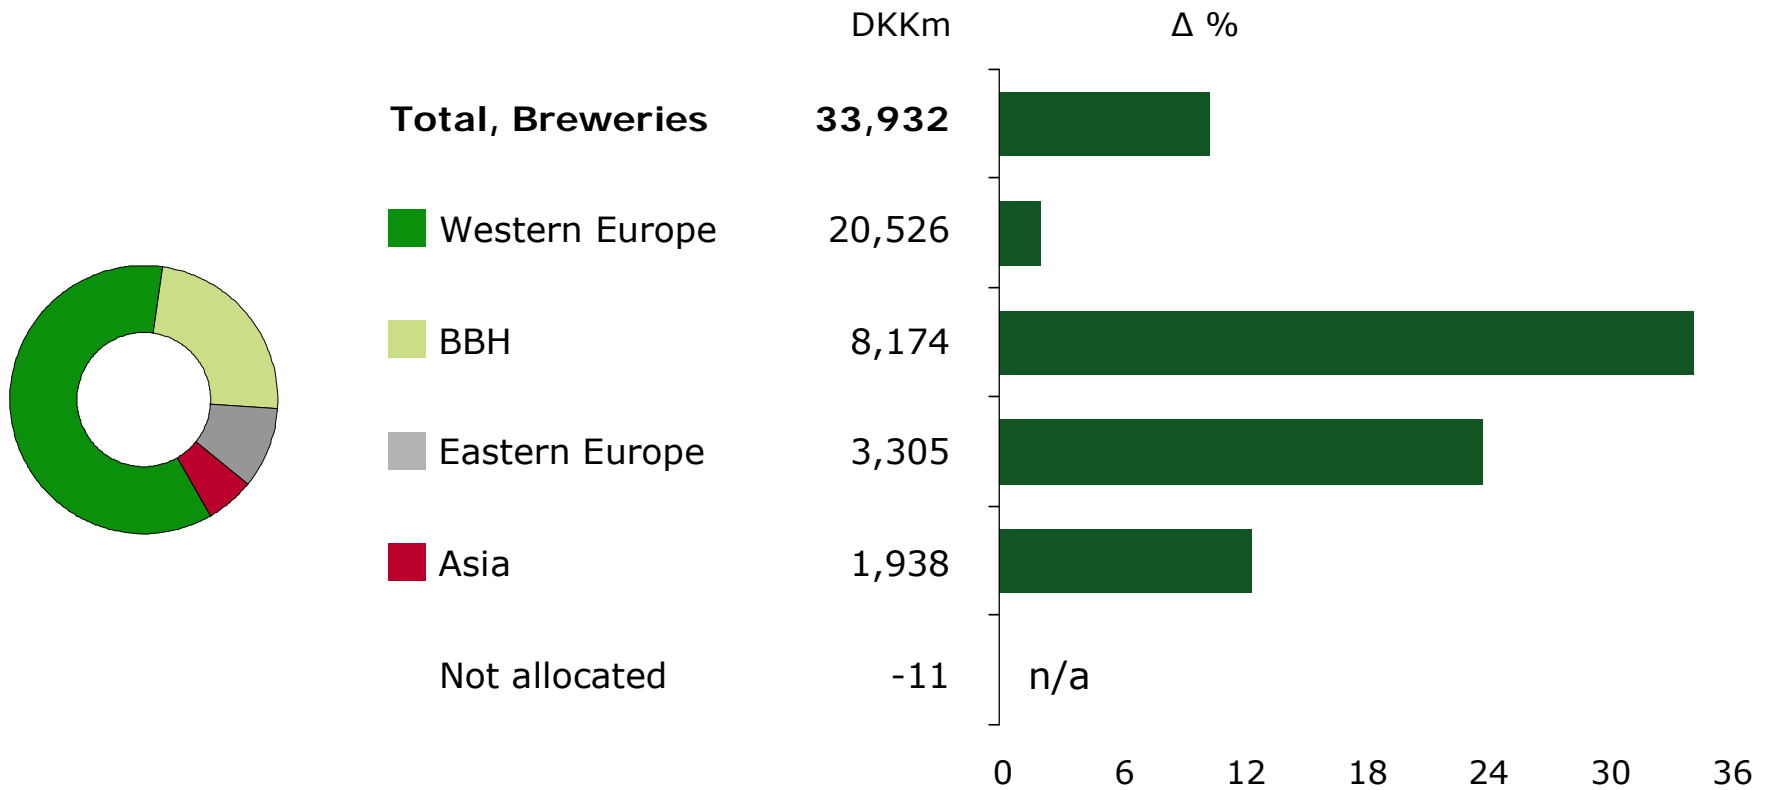 DKKm Δ %
Total, Breweries 33,932
Western Europe 20,526
BBH 8,174
Eastern Europe 3,305
Asia 1,938
Not allocated -11 n/a
0 6 12 18 24 30 36